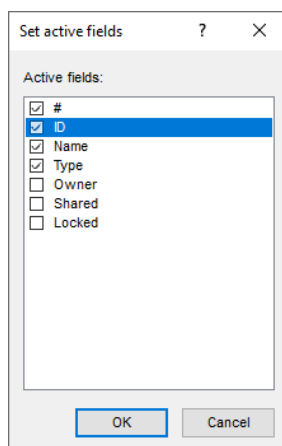 Set active fields ?
Active fields:
#
ID
Name
Type
Owner
Shared
Locked
OK Cancel